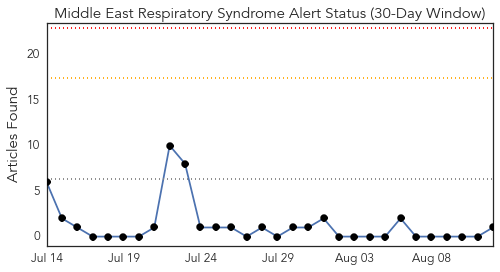 Middle East Respiratory Syndrome Alert Status (30-Day Window)
Articles Found
20
15
10
5
0
Jul 14 Jul 19 Jul 24 Jul 29 Aug 03 Aug 08